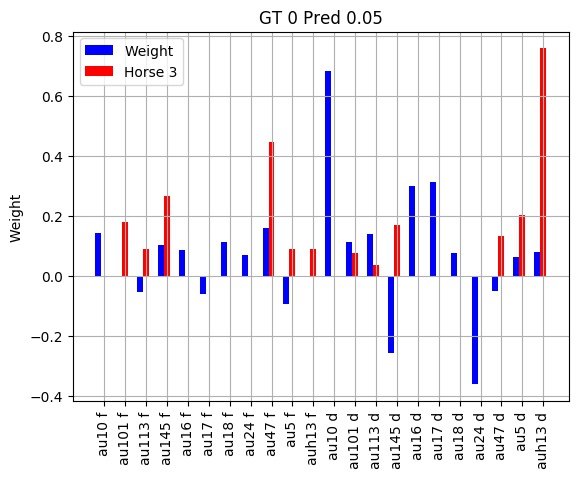 GT 0 Pred 0.05
Weight
Horse 3
Weight
0.8
0.6
0.4
0.2
0.0
−0.2
−0.4
au10 f
au101 f
au113 f
au145 f
au16 f
au17 f
au18 f
au24 f
au47 f
au5 f
auh13 f
au10 d
au101 d
au113 d
au145 d
au16 d
au17 d
au18 d
au24 d
au47 d
au5 d
auh13 d